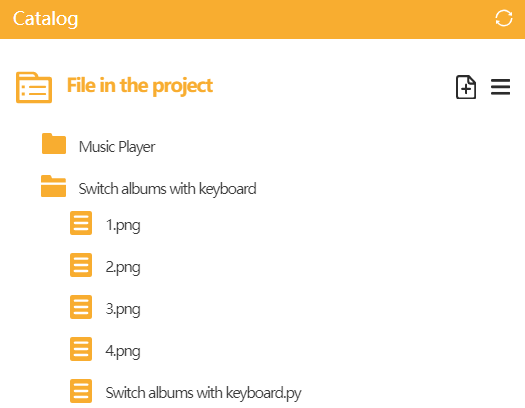 Catalog
File in the project
Music Player
Switch albums with keyboard
1.png
2.png
3.png
4.png
Switch albums with keyboard.py